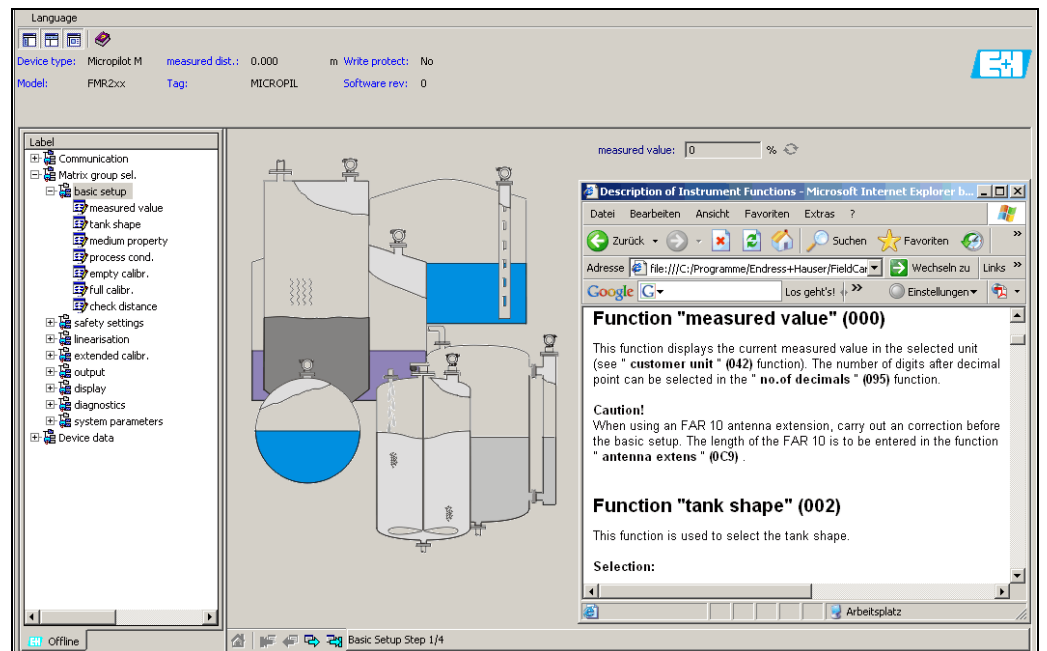 Language
Device type: Micropilot M measured dist.: 0.000 m Write protect: No
Model: FMR2xx Tag: MICROPIL Software rev: 0
E+H
Label
Communication
Matrix group sel.
basic setup
measured value
tank shape
medium property
process cond.
empty calibr.
full calibr.
check distance
safety settings
linearisation
extended calibr.
output
display
diagnostics
system parameters
Device data
Offline
measured value: 0 %
Description of Instrument Functions - Microsoft Internet Explorer b...
Datei Bearbeiten Ansicht Favoriten Extras ?
Zurück Suchen Favoriten »
Adresse file:///C:/Programme/Endress+Hauser/FieldCar Wechseln zu Links »
Google G Los geht's! » Einstellungen
Function "measured value" (000)
This function displays the current measured value in the selected unit
(see " customer unit " (042) function). The number of digits after decimal
point can be selected in the " no.of decimals " (095) function.
Caution!
When using an FAR 10 antenna extension, carry out an correction before
the basic setup. The length of the FAR 10 is to be entered in the function
" antenna extens " (0C9) .
Function "tank shape" (002)
This function is used to select the tank shape.
Selection:
Arbeitsplatz
Basic Setup Step 1/4